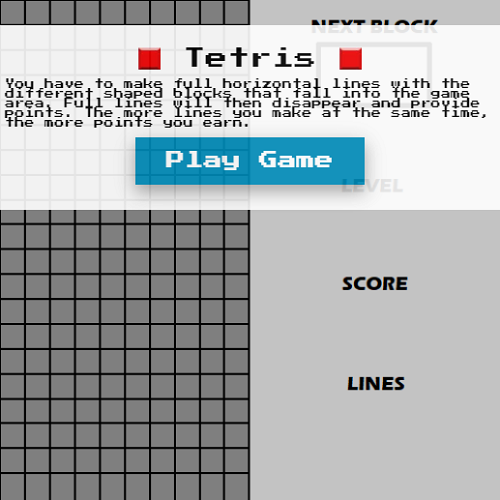 NEXT BLOCK
Tetris
You have to make full horizontal lines with the
different shaped blocks that fall into the game
area. Full lines will then disappear and provide
points. The more lines you make at the same time,
the more points you earn.
Play Game
LEVEL
SCORE
LINES